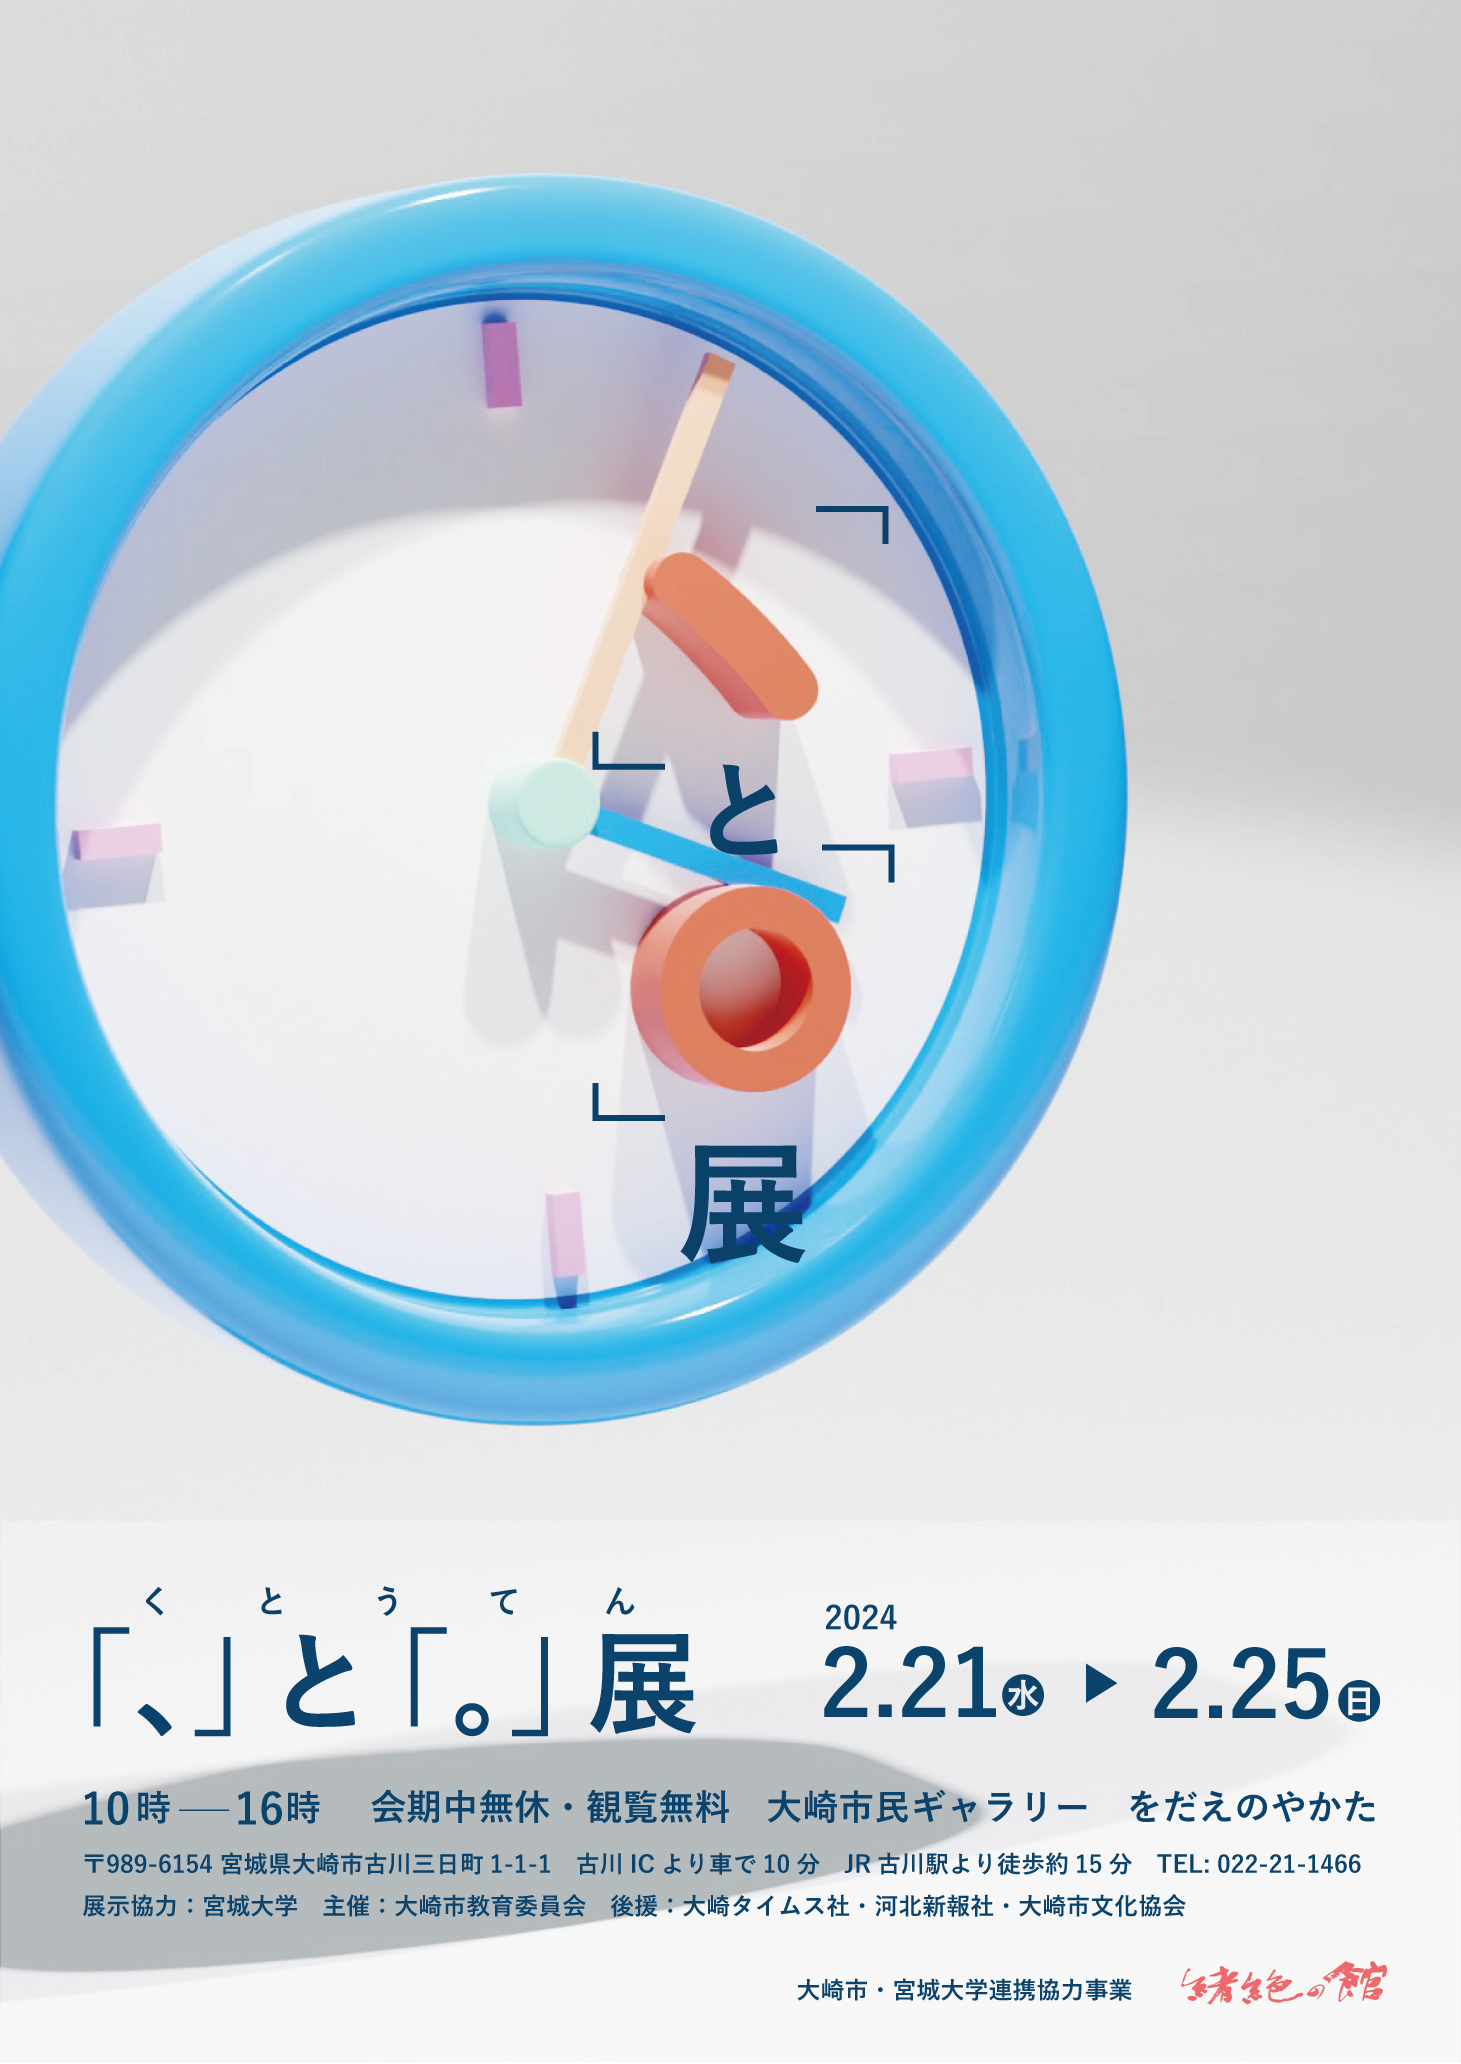 「、」と「。」展
くとうてん
「、」と「。」展
2024
2.21水 ▶ 2.25日
10時―16時　会期中無休・観覧無料　大崎市民ギャラリー　をだえのやかた
〒989-6154 宮城県大崎市古川三日町 1-1-1　古川 IC より車で 10 分　JR 古川駅より徒歩約 15 分　TEL: 022-21-1466
展示協力：宮城大学　主催：大崎市教育委員会　後援：大崎タイムス社・河北新報社・大崎市文化協会
大崎市・宮城大学連携協力事業
緒絶の館